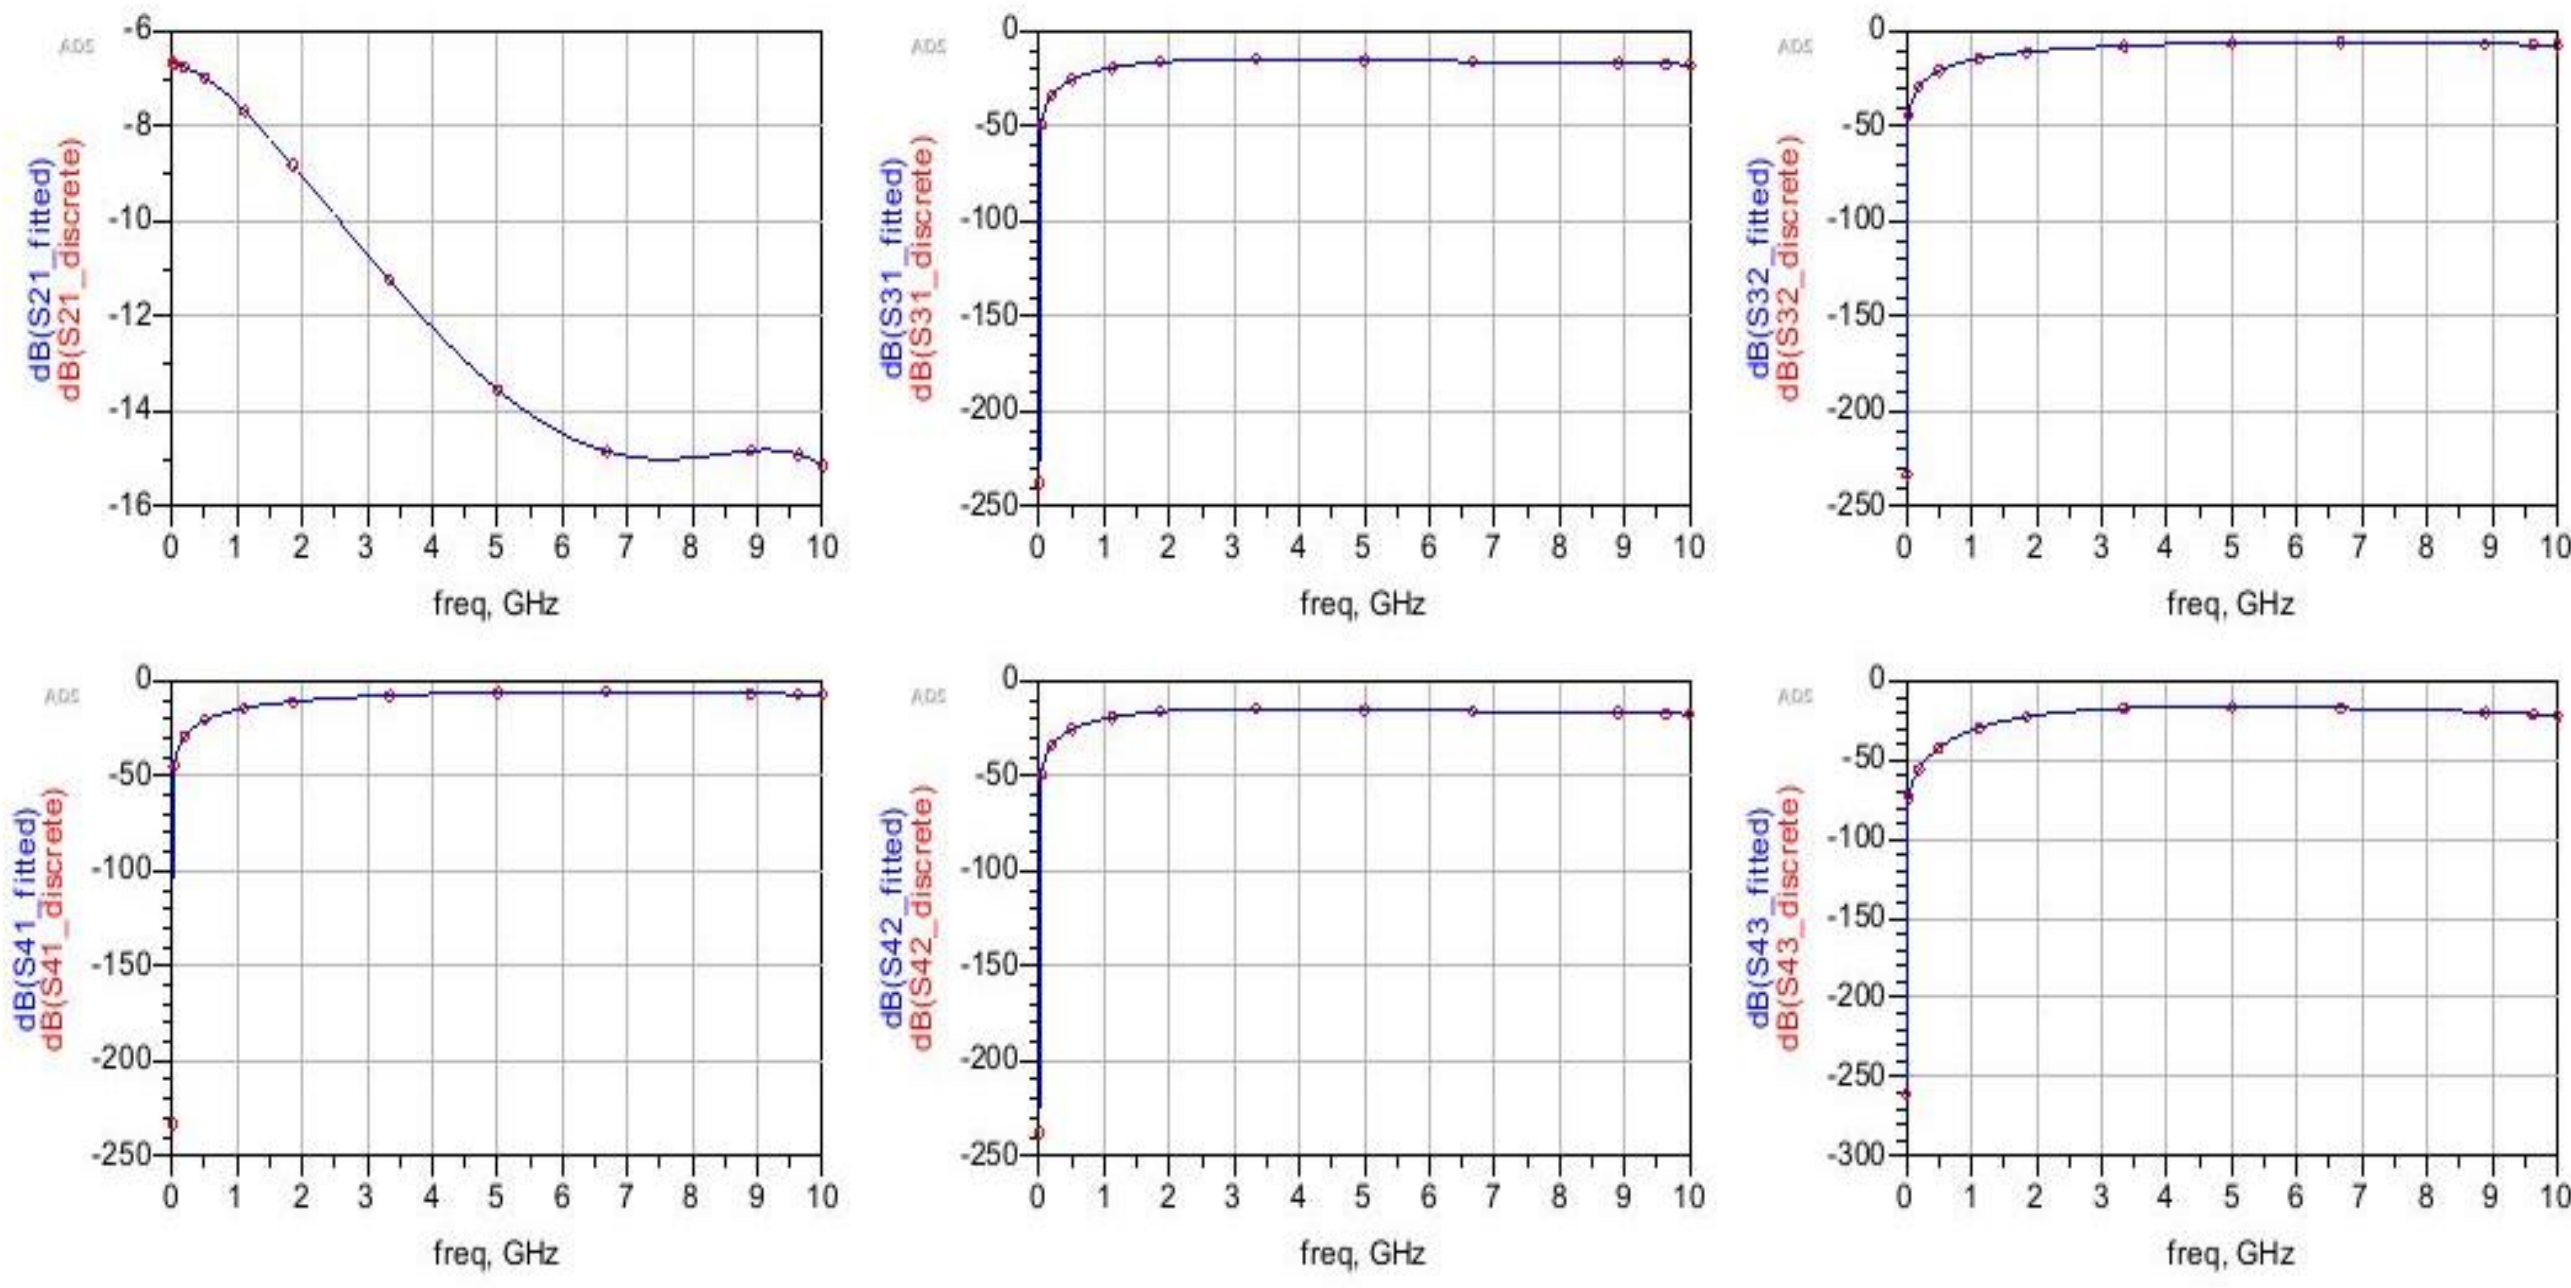 ADS
dB(S21_fitted)
dB(S21_discrete)
-6
-8
-10
-12
-14
-16
0 1 2 3 4 5 6 7 8 9 10
freq, GHz
ADS
dB(S31_fitted)
dB(S31_discrete)
0
-50
-100
-150
-200
-250
0 1 2 3 4 5 6 7 8 9 10
freq, GHz
ADS
dB(S32_fitted)
dB(S32_discrete)
0
-50
-100
-150
-200
-250
0 1 2 3 4 5 6 7 8 9 10
freq, GHz
ADS
dB(S41_fitted)
dB(S41_discrete)
0
-50
-100
-150
-200
-250
0 1 2 3 4 5 6 7 8 9 10
freq, GHz
ADS
dB(S42_fitted)
dB(S42_discrete)
0
-50
-100
-150
-200
-250
0 1 2 3 4 5 6 7 8 9 10
freq, GHz
ADS
dB(S43_fitted)
dB(S43_discrete)
0
-50
-100
-150
-200
-250
-300
0 1 2 3 4 5 6 7 8 9 10
freq, GHz